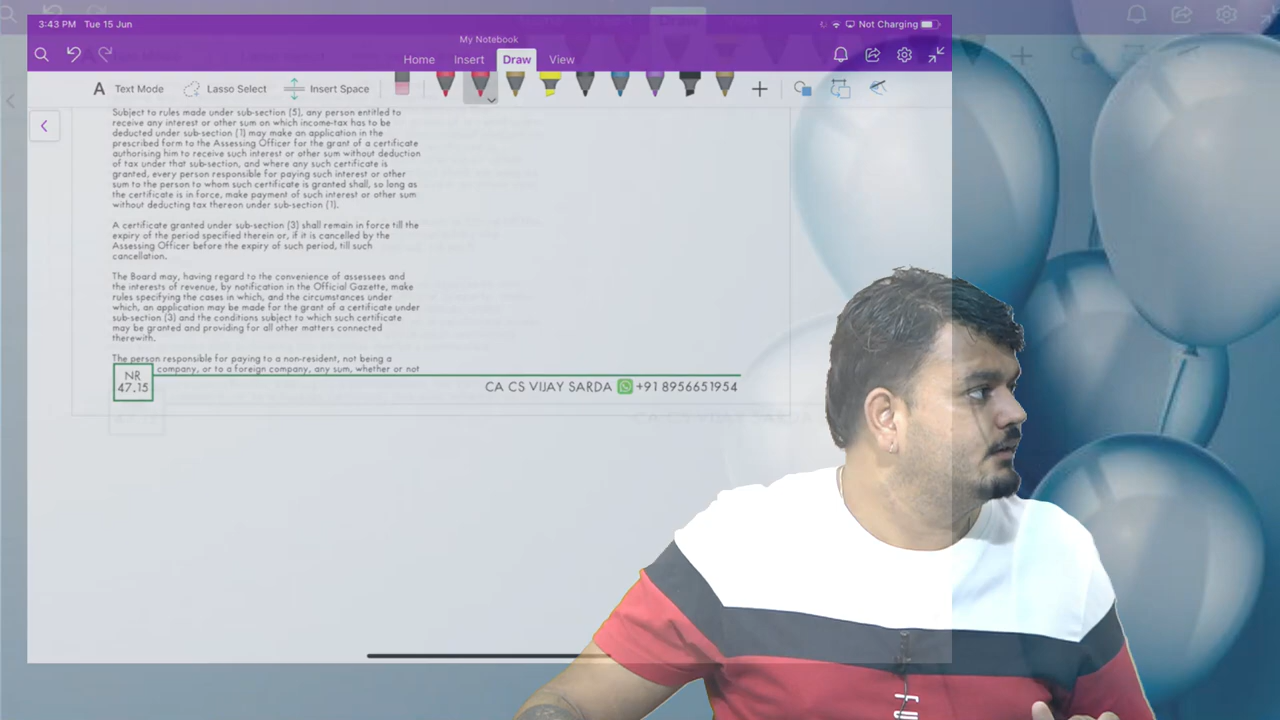 3:43 PM Tue 15 Jun
Not Charging
My Notebook
Home Insert Draw View
Text Mode Lasso Select Insert Space
Subject to rules made under sub-section (5), any person entitled to
receive any interest or other sum on which income-tax has to be
deducted under sub-section (1) may make an application in the
prescribed form to the Assessing Officer for the grant of a certificate
authorising him to receive such interest or other sum without deduction
of tax under that sub-section, and where any such certificate is
granted, every person responsible for paying such interest or other
sum to the person to whom such certificate is granted shall, so long as
the certificate is in force, make payment of such interest or other sum
without deducting tax thereon under sub-section (1).
A certificate granted under sub-section (3) shall remain in force till the
expiry of the period specified therein or, if it is cancelled by the
Assessing Officer before the expiry of such period, till such
cancellation.
The Board may, having regard to the convenience of assessees and
the interests of revenue, by notification in the Official Gazette, make
rules specifying the cases in which, and the circumstances under
which, an application may be made for the grant of a certificate under
sub-section (3) and the conditions subject to which such certificate
may be granted and providing for all other matters connected
therewith.
The person responsible for paying to a non-resident, not being a
company, or to a foreign company, any sum, whether or not
NR
47.15
CA CS VIJAY SARDA +91 8956651954